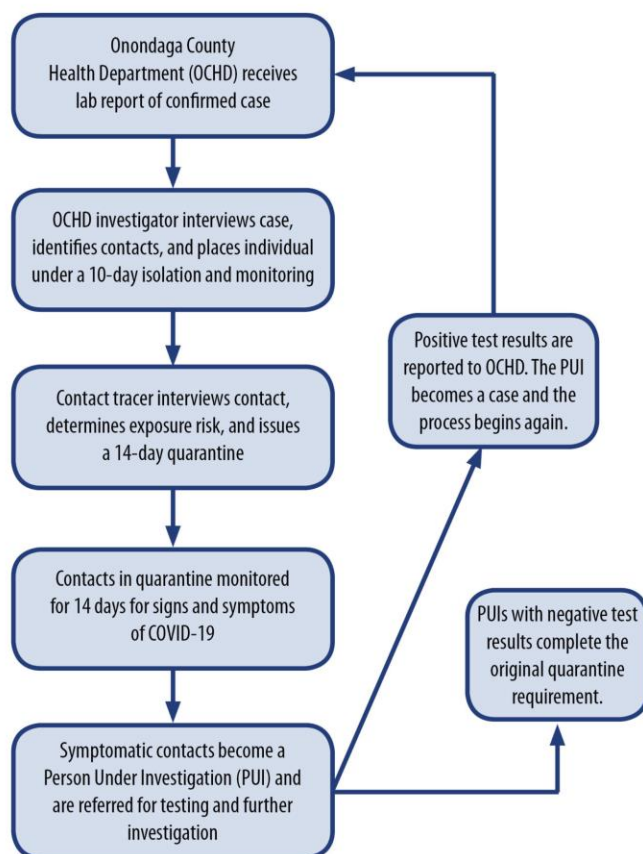 Onondaga County
Health Department (OCHD) receives
lab report of confirmed case
OCHD investigator interviews case,
identifies contacts, and places individual
under a 10-day isolation and monitoring
Contact tracer interviews contact,
determines exposure risk, and issues
a 14-day quarantine
Contacts in quarantine monitored
for 14 days for signs and symptoms
of COVID-19
Symptomatic contacts become a
Person Under Investigation (PUI) and
are referred for testing and further
investigation
Positive test results are
reported to OCHD. The PUI
becomes a case and the
process begins again.
PUIs with negative test
results complete the
original quarantine
requirement.